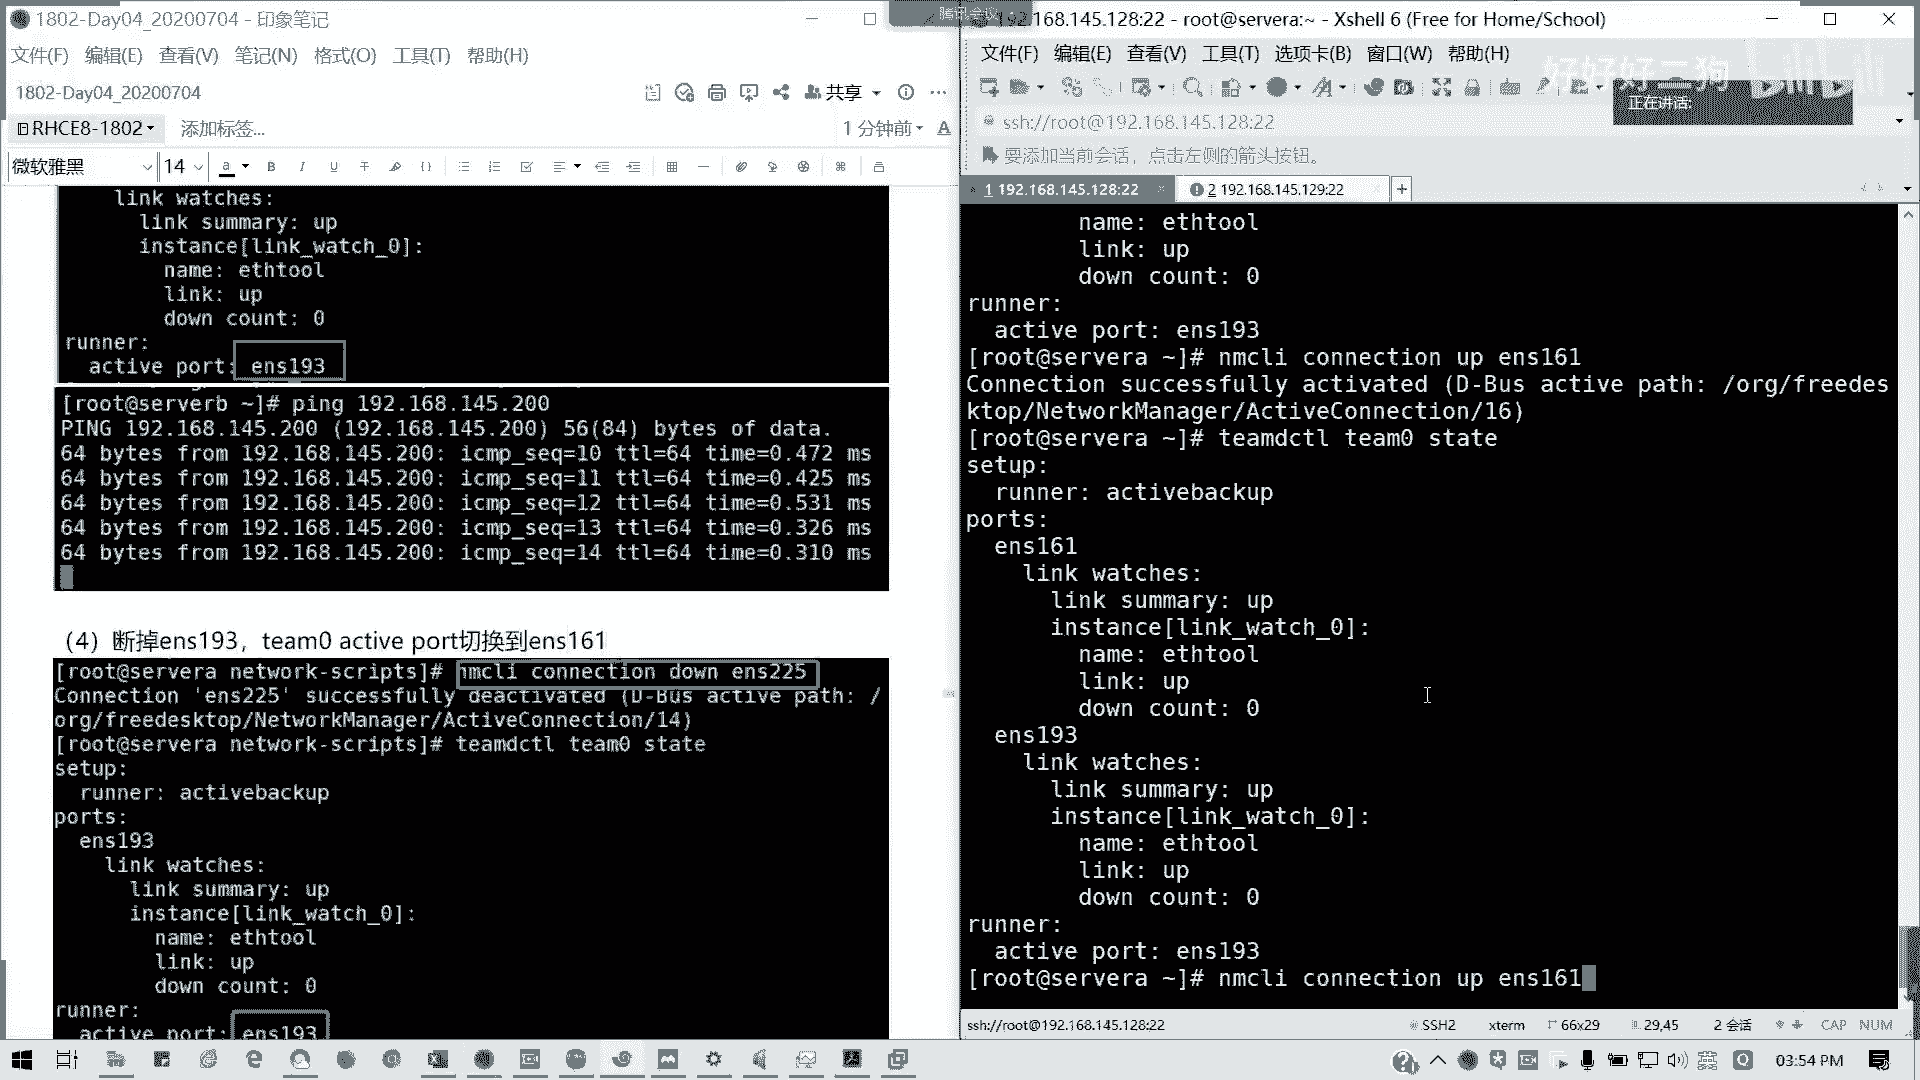 1802-Day04_20200704 - 印象笔记
文件(F) 编辑(E) 查看(V) 笔记(N) 格式(O) 工具(T) 帮助(H)
1802-Day04_20200704
共享
RHCE8-1802
添加标签...
1 分钟前
微软雅黑
14
link watches:
link summary: up
instance[link_watch_0]:
name: ethtool
link: up
down count: 0
runner:
active port: ens193
[root@serverb ~]# ping 192.168.145.200
PING 192.168.145.200 (192.168.145.200) 56(84) bytes of data.
64 bytes from 192.168.145.200: icmp_seq=10 ttl=64 time=0.472 ms
64 bytes from 192.168.145.200: icmp_seq=11 ttl=64 time=0.425 ms
64 bytes from 192.168.145.200: icmp_seq=12 ttl=64 time=0.531 ms
64 bytes from 192.168.145.200: icmp_seq=13 ttl=64 time=0.326 ms
64 bytes from 192.168.145.200: icmp_seq=14 ttl=64 time=0.310 ms
（4）断掉ens193，team0 active port切换到ens161
[root@servera network-scripts]# nmcli connection down ens225
Connection 'ens225' successfully deactivated (D-Bus active path: /
org/freedesktop/NetworkManager/ActiveConnection/14)
[root@servera network-scripts]# teamdctl team0 state
setup:
runner: activebackup
ports:
ens193
link watches:
link summary: up
instance[link_watch_0]:
name: ethtool
link: up
down count: 0
runner:
active port: ens193
腾讯会议
192.168.145.128:22 - root@servera:~ - Xshell 6 (Free for Home/School)
文件(F) 编辑(E) 查看(V) 工具(T) 选项卡(B) 窗口(W) 帮助(H)
好好好二狗
正在讲话:
ssh://root@192.168.145.128:22
要添加当前会话，点击左侧的箭头按钮。
1 192.168.145.128:22
2 192.168.145.129:22
name: ethtool
link: up
down count: 0
runner:
active port: ens193
[root@servera ~]# nmcli connection up ens161
Connection successfully activated (D-Bus active path: /org/freedes
ktop/NetworkManager/ActiveConnection/16)
[root@servera ~]# teamdctl team0 state
setup:
runner: activebackup
ports:
ens161
link watches:
link summary: up
instance[link_watch_0]:
name: ethtool
link: up
down count: 0
ens193
link watches:
link summary: up
instance[link_watch_0]:
name: ethtool
link: up
down count: 0
runner:
active port: ens193
[root@servera ~]# nmcli connection up ens161
ssh://root@192.168.145.128:22
SSH2
xterm
66x29
29,45
2 会话
CAP NUM
英
03:54 PM